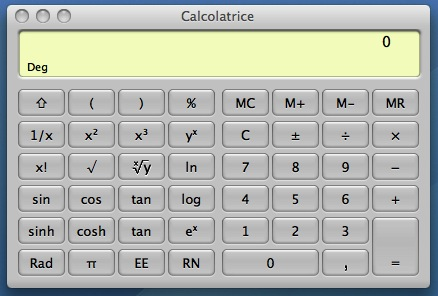 Calcolatrice
0
Deg
⇧ ( ) % MC M+ M– MR
1/x x² x³ yˣ C ± ÷ ×
x! √ ˣ√y ln 7 8 9 −
sin cos tan log 4 5 6 +
sinh cosh tan eˣ 1 2 3
Rad π EE RN 0 , =